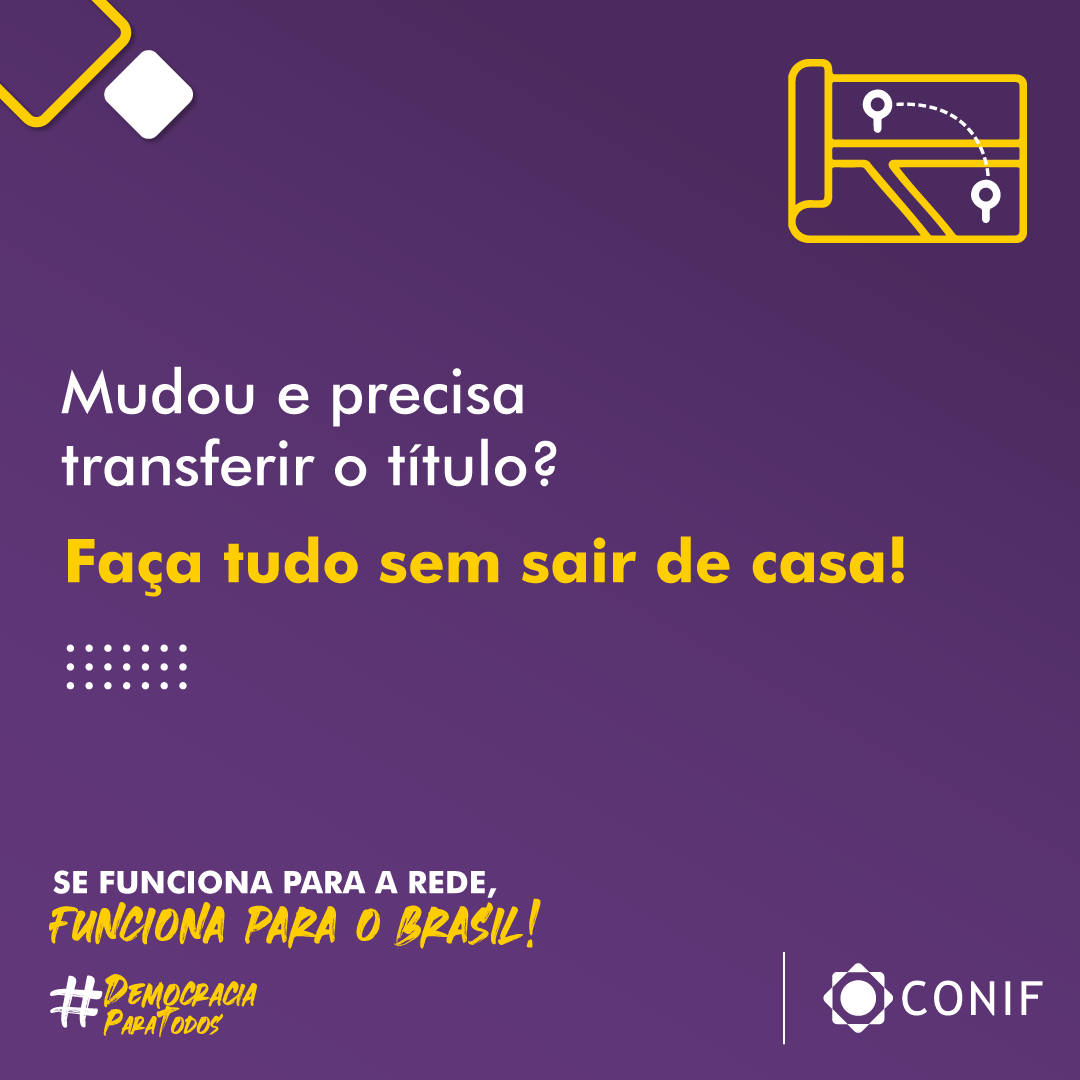 Mudou e precisa
transferir o título?
Faça tudo sem sair de casa!
SE FUNCIONA PARA A REDE,
FUNCIONA PARA O BRASIL!
#DEMOCRACIA
PARATODOS
CONIF